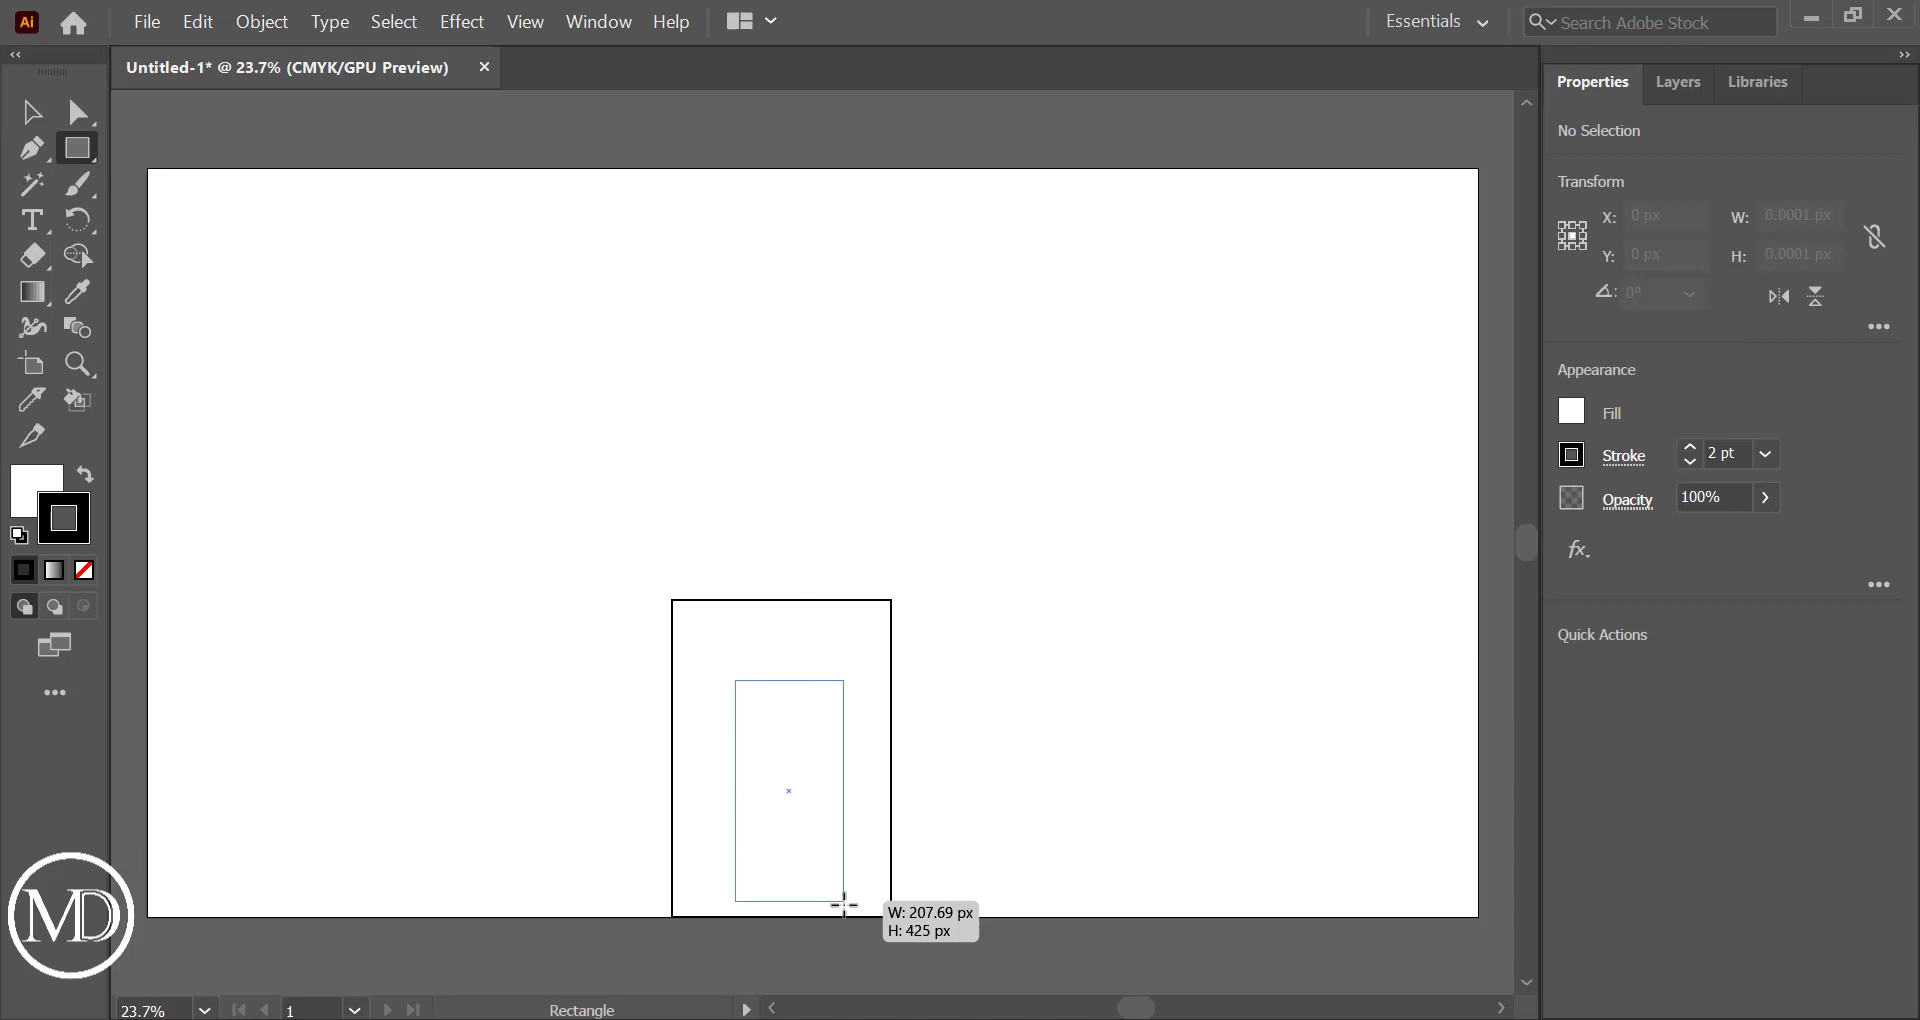 Ai
File Edit Object Type Select Effect View Window Help
Essentials
Search Adobe Stock
Untitled-1* @ 23.7% (CMYK/GPU Preview)
Properties Layers Libraries
No Selection
Transform
X: 0 px W: 0.0001 px
Y: 0 px H: 0.0001 px
0°
Appearance
Fill
Stroke 2 pt
Opacity 100%
fx.
Quick Actions
W: 207.69 px
H: 425 px
MD
23.7% 1 Rectangle